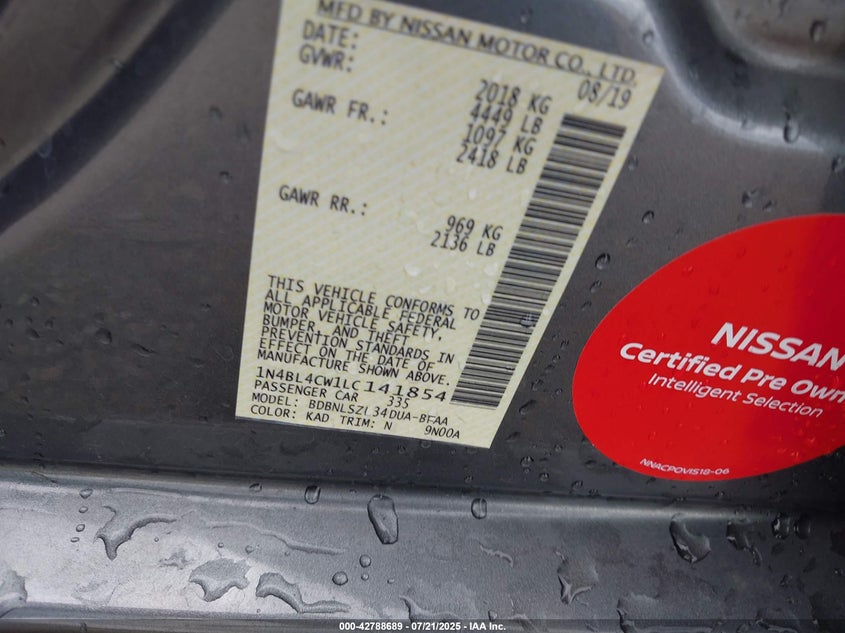 MFD BY NISSAN MOTOR CO., LTD.
DATE: 08/19
GVWR: 2018 KG
4449 LB
GAWR FR.: 1097 KG
2418 LB
GAWR RR.: 969 KG
2136 LB
THIS VEHICLE CONFORMS TO
ALL APPLICABLE FEDERAL
MOTOR VEHICLE SAFETY,
BUMPER, AND THEFT
PREVENTION STANDARDS IN
EFFECT ON THE DATE OF
MANUFACTURE SHOWN ABOVE.
1N4BL4CW1LC141854
PASSENGER CAR 335
MODEL: BDBNLSZL34DUA-BFAA
COLOR: KAD TRIM: N 9N00A
NISSAN
Certified Pre Own
Intelligent Selection
NNACPOVIS18-06
000-42788689 - 07/21/2025 - IAA Inc.